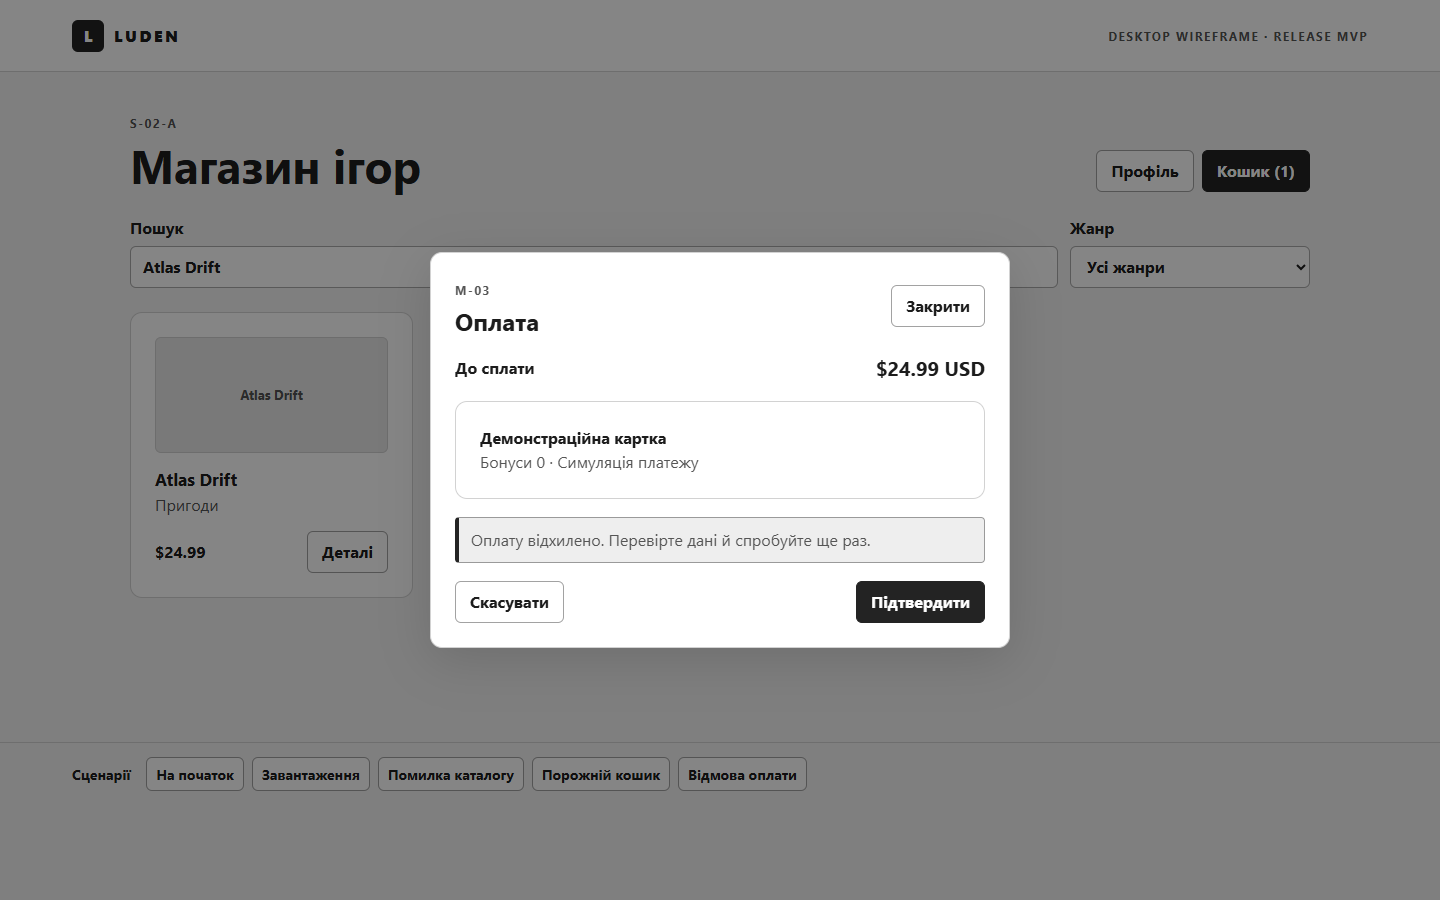 L LUDEN
DESKTOP WIREFRAME · RELEASE MVP
S-02-A
Магазин ігор
Профіль
Кошик (1)
Пошук
Жанр
Atlas Drift
Усі жанри
Atlas Drift
Atlas Drift
Пригоди
$24.99
Деталі
M-03
Оплата
Закрити
До сплати
$24.99 USD
Демонстраційна картка
Бонуси 0 · Симуляція платежу
Оплату відхилено. Перевірте дані й спробуйте ще раз.
Скасувати
Підтвердити
Сценарії
На початок
Завантаження
Помилка каталогу
Порожній кошик
Відмова оплати